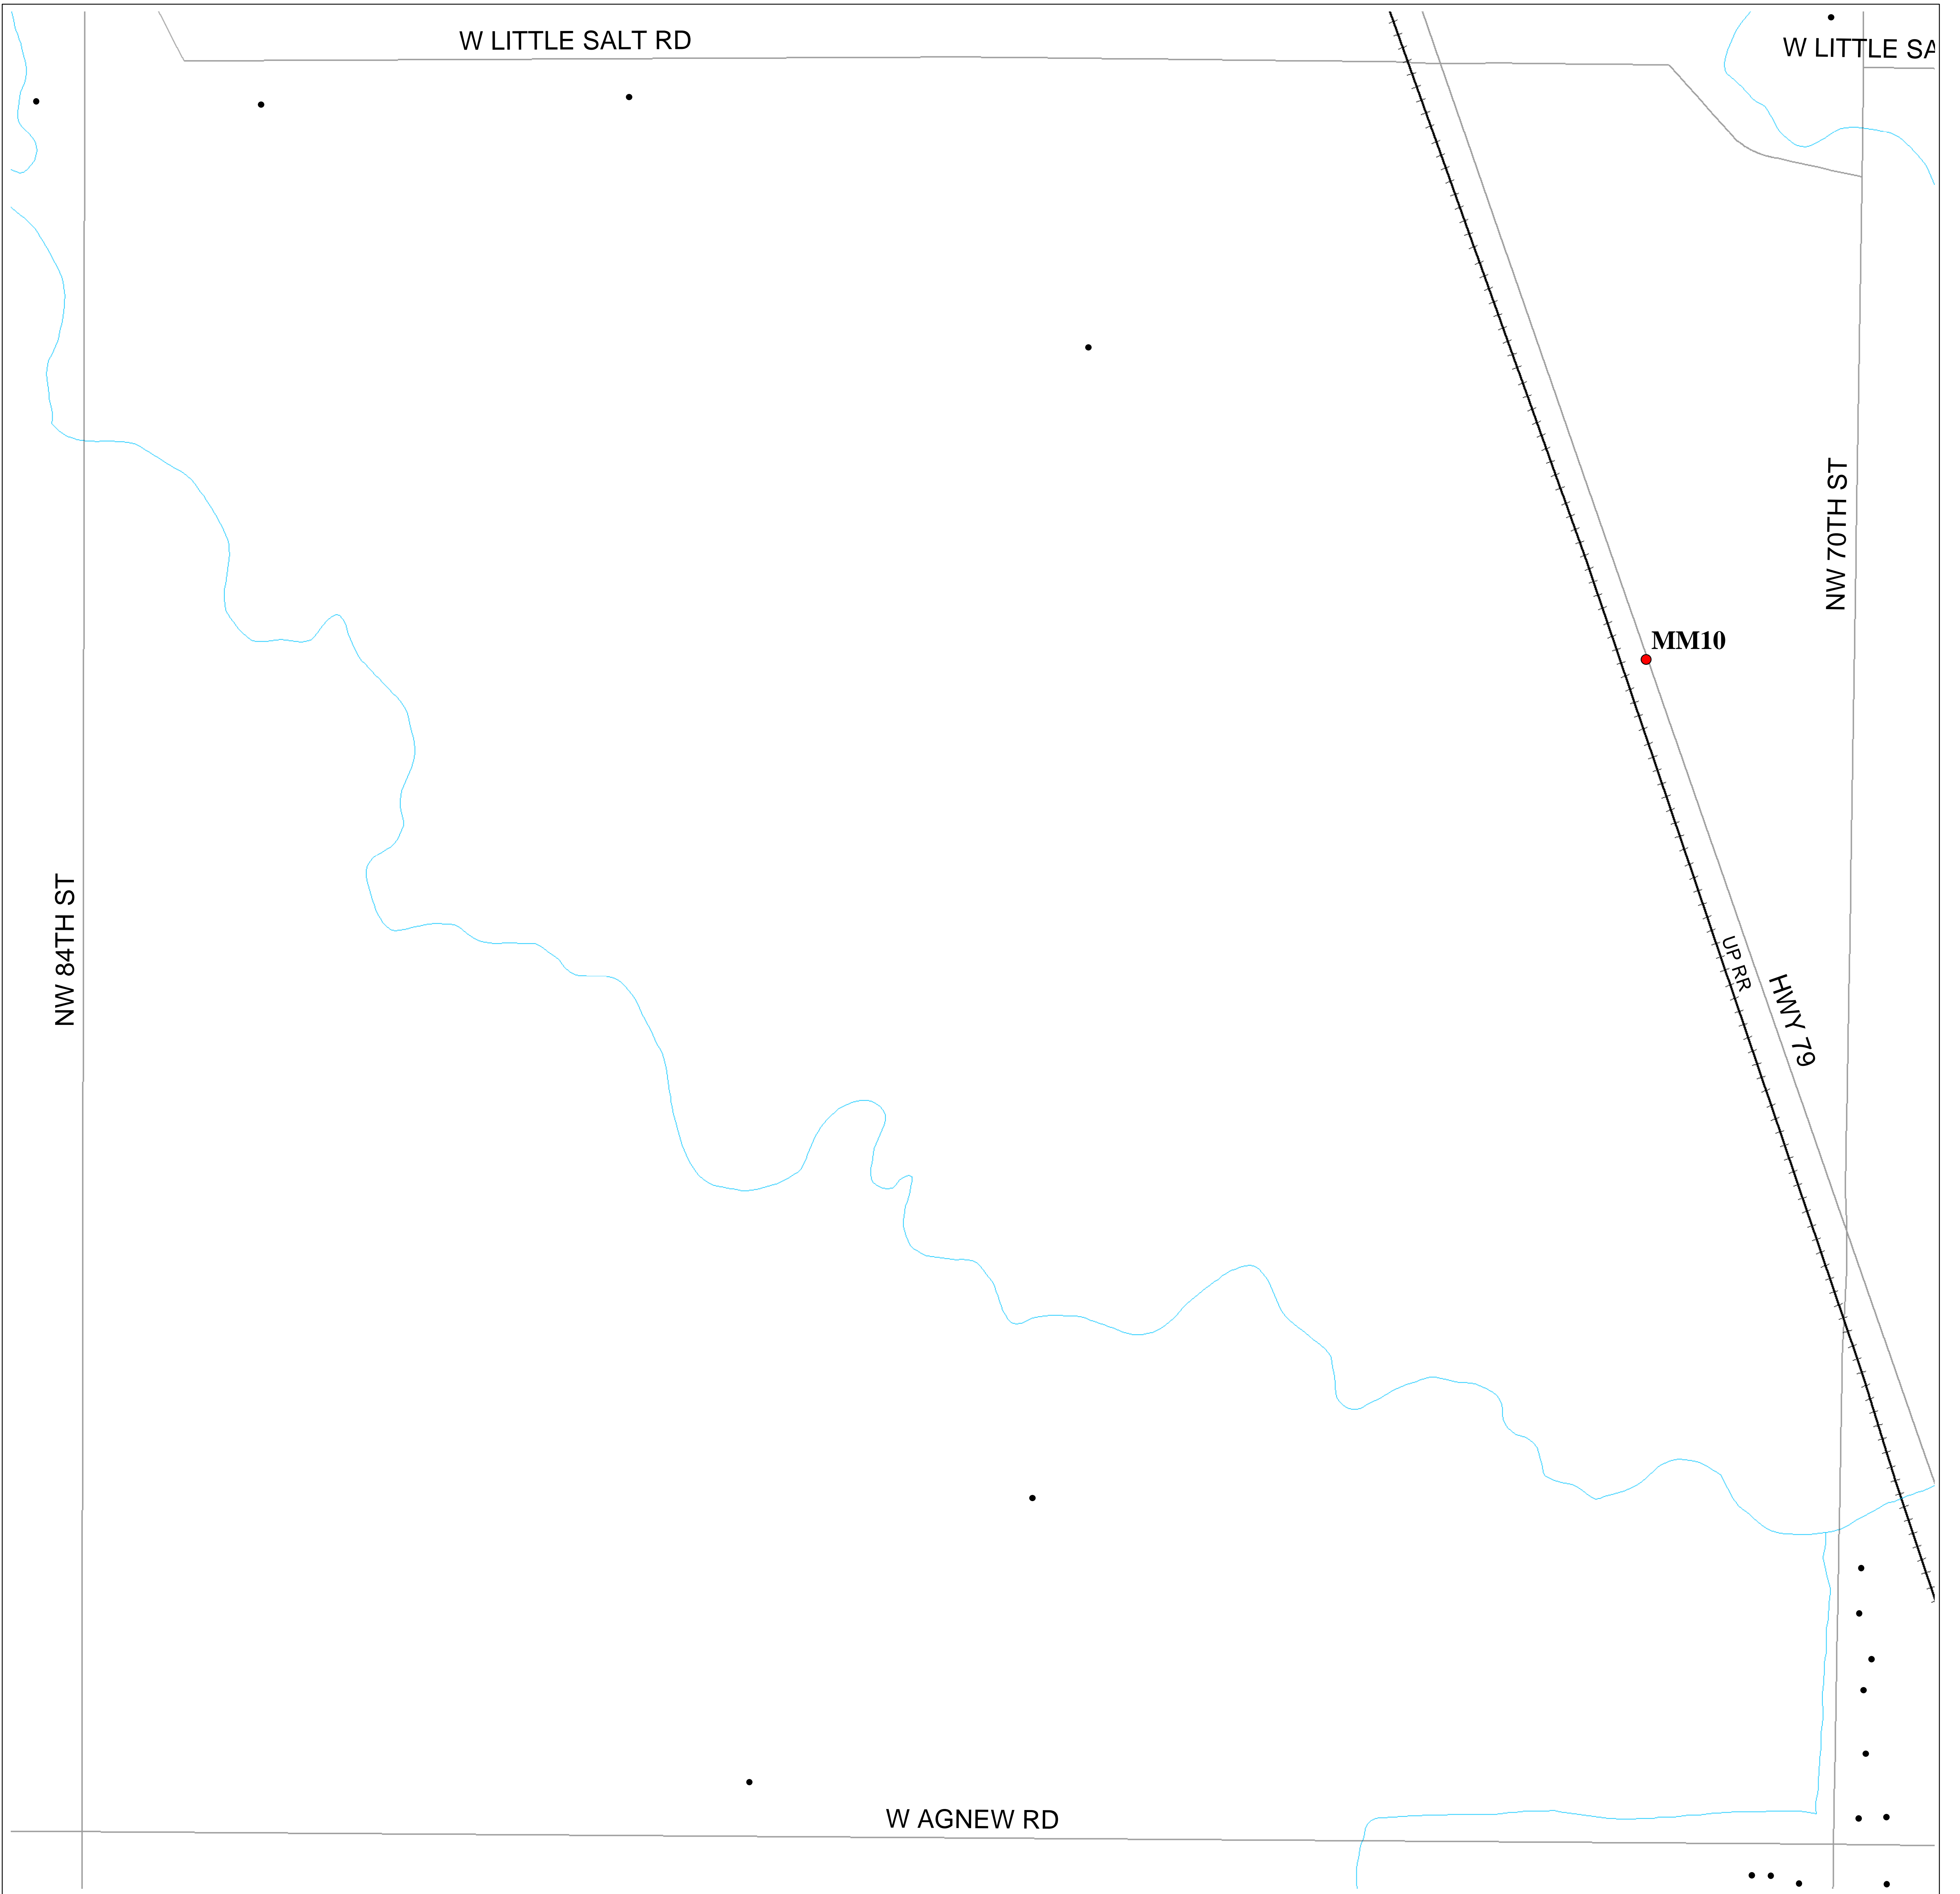 W LITTLE SALT RD
W LITTLE SA
NW 70TH ST
MM10
NW 84TH ST
UP RR
HWY 79
W AGNEW RD